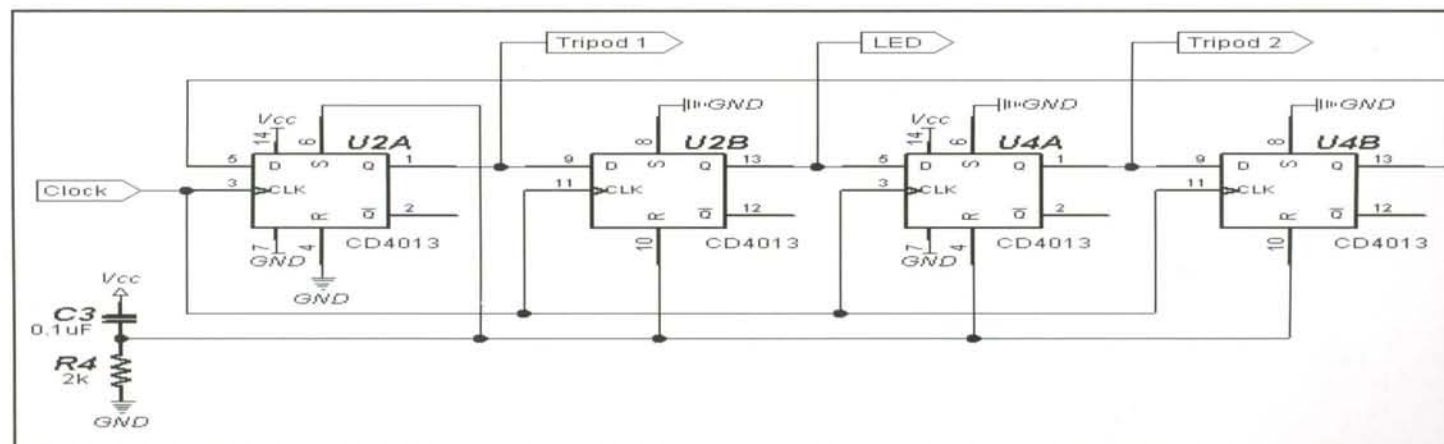 Tripod 1 LED Tripod 2
GND GND GND
Vcc 14 6 U2A 8 U2B Vcc 14 6 U4A 8 U4B
5 D S Q 1 9 D S Q 13 5 D S Q 1 9 D S Q 13
Clock 3 CLK 11 CLK 3 CLK 11 CLK
R Q 2 R Q 12 R Q 2 R Q 12
7 4 CD4013 10 CD4013 7 4 CD4013 10 CD4013
GND GND
GND
Vcc
C3
0.1uF
R4
2k
GND